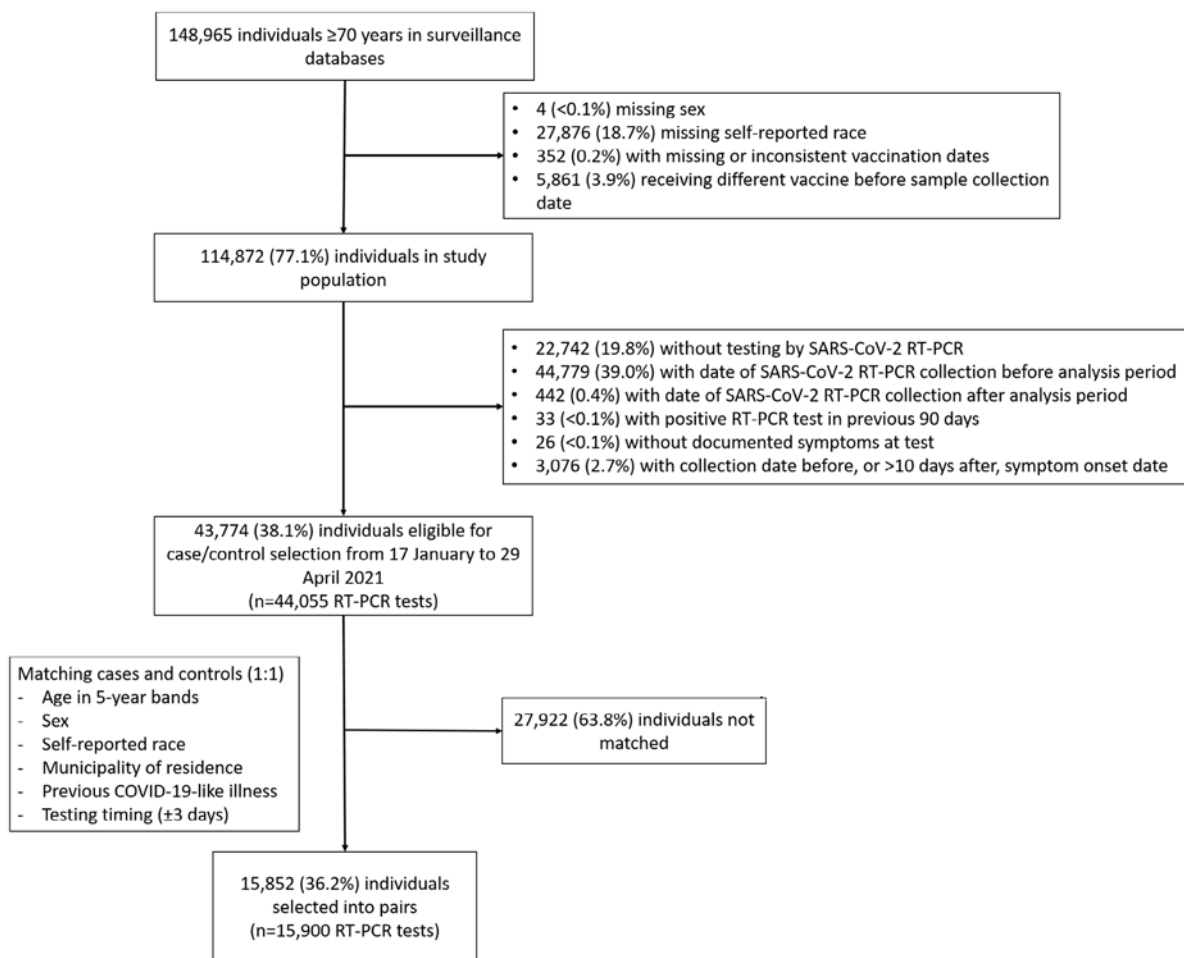 148,965 individuals ≥70 years in surveillance
databases
• 4 (<0.1%) missing sex
• 27,876 (18.7%) missing self-reported race
• 352 (0.2%) with missing or inconsistent vaccination dates
• 5,861 (3.9%) receiving different vaccine before sample collection
date
114,872 (77.1%) individuals in study
population
• 22,742 (19.8%) without testing by SARS-CoV-2 RT-PCR
• 44,779 (39.0%) with date of SARS-CoV-2 RT-PCR collection before analysis period
• 442 (0.4%) with date of SARS-CoV-2 RT-PCR collection after analysis period
• 33 (<0.1%) with positive RT-PCR test in previous 90 days
• 26 (<0.1%) without documented symptoms at test
• 3,076 (2.7%) with collection date before, or >10 days after, symptom onset date
43,774 (38.1%) individuals eligible for
case/control selection from 17 January to 29
April 2021
(n=44,055 RT-PCR tests)
Matching cases and controls (1:1)
- Age in 5-year bands
- Sex
- Self-reported race
- Municipality of residence
- Previous COVID-19-like illness
- Testing timing (±3 days)
27,922 (63.8%) individuals not
matched
15,852 (36.2%) individuals
selected into pairs
(n=15,900 RT-PCR tests)